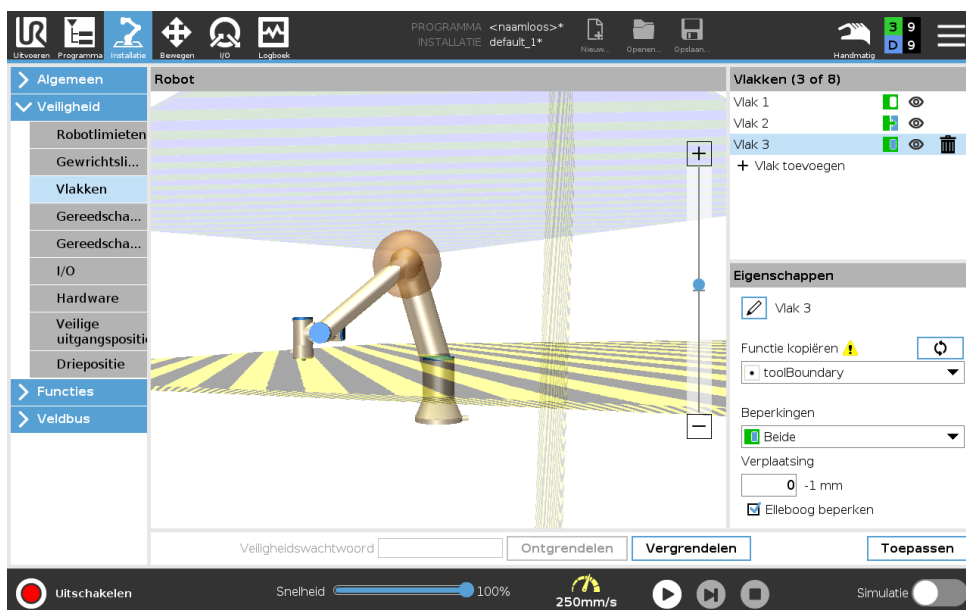 UR
PROGRAMMA <naamloos>*
INSTALLATIE default_1*
Uitvoeren Programma Installatie Bewegen I/O Logboek
Nieuw... Openen... Opslaan...
Handmatig
3 9
D 9
Algemeen
Veiligheid
Robotlimieten
Gewrichtsli...
Vlakken
Gereedscha...
Gereedscha...
I/O
Hardware
Veilige
uitgangspositi
Driepositie
Functies
Veldbus
Robot
Vlakken (3 of 8)
Vlak 1
Vlak 2
Vlak 3
+ Vlak toevoegen
Eigenschappen
Vlak 3
Functie kopiëren
toolBoundary
Beperkingen
Beide
Verplaatsing
0 -1 mm
Elleboog beperken
Veiligheidswachtwoord Ontgrendelen Vergrendelen Toepassen
Uitschakelen
Snelheid 100%
250mm/s
Simulatie